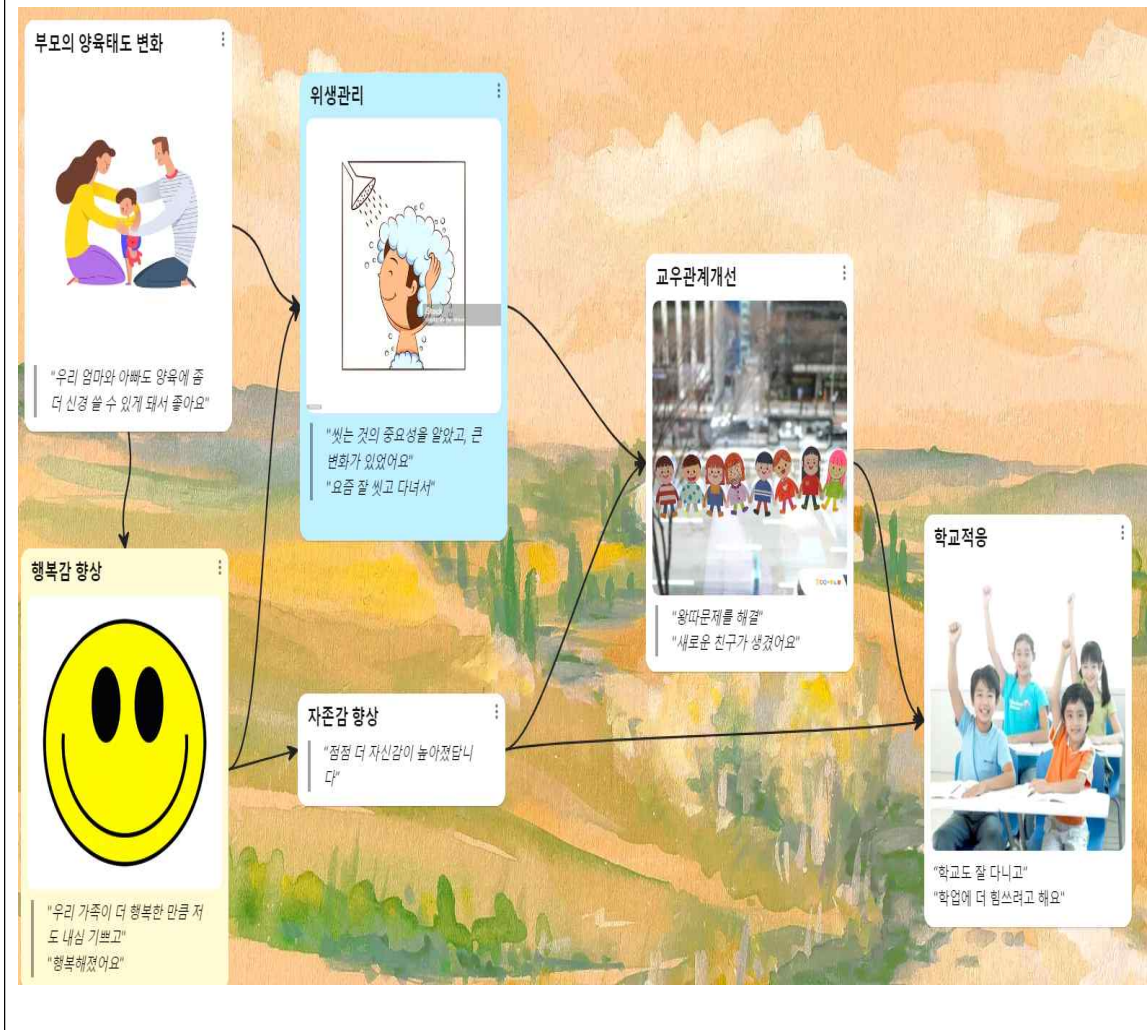 부모의 양육태도 변화
"우리 엄마와 아빠도 양육에 좀
더 신경 쓸 수 있게 돼서 좋아요"
위생관리
"씻는 것의 중요성을 알았고, 큰
변화가 있었어요"
"요즘 잘 씻고 다녀서"
행복감 향상
"우리 가족이 더 행복한 만큼 저
도 내심 기쁘고"
"행복해졌어요"
자존감 향상
"점점 더 자신감이 높아졌답니
다"
교우관계개선
"왕따문제를 해결"
"새로운 친구가 생겼어요"
학교적응
"학교도 잘 다니고"
"학업에 더 힘쓰려고 해요"